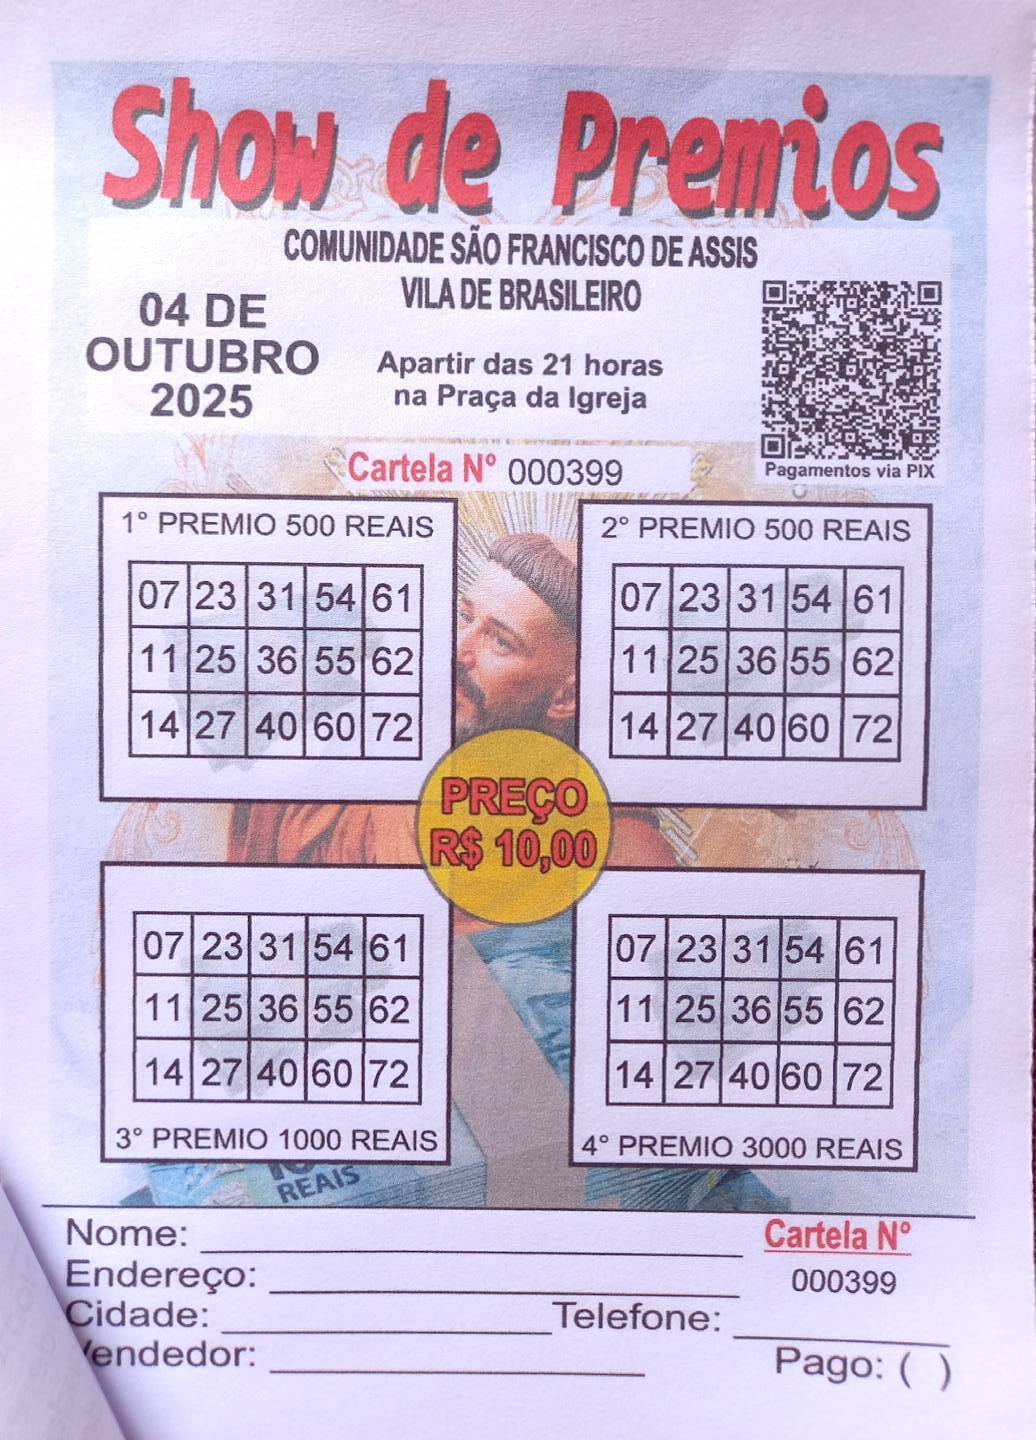 Show de Premios
COMUNIDADE SÃO FRANCISCO DE ASSIS
VILA DE BRASILEIRO
04 DE
OUTUBRO
2025
Apartir das 21 horas
na Praça da Igreja
Pagamentos via PIX
Cartela Nº 000399
1° PREMIO 500 REAIS
07 23 31 54 61
11 25 36 55 62
14 27 40 60 72
2° PREMIO 500 REAIS
07 23 31 54 61
11 25 36 55 62
14 27 40 60 72
PREÇO
R$ 10,00
07 23 31 54 61
11 25 36 55 62
14 27 40 60 72
3° PREMIO 1000 REAIS
07 23 31 54 61
11 25 36 55 62
14 27 40 60 72
4° PREMIO 3000 REAIS
REAIS
Nome:
Cartela Nº
000399
Endereço:
Cidade:
Telefone:
Vendedor:
Pago: ( )